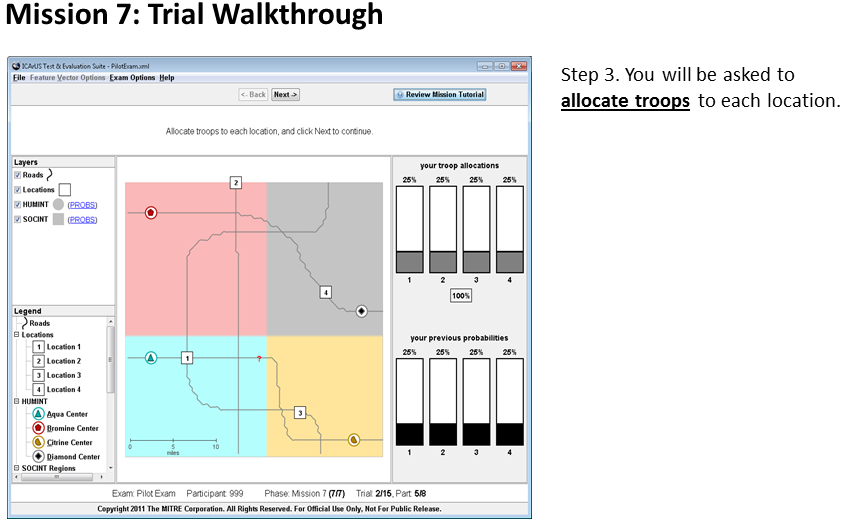 Mission 7: Trial Walkthrough
ICArUS Test & Evaluation Suite - PilotExam.xml
File Feature Vector Options Exam Options Help
<- Back Next -> Review Mission Tutorial
Allocate troops to each location, and click Next to continue.
Step 3. You will be asked to
allocate troops to each location.
Layers
Roads
Locations
HUMINT (PROBS)
SOCINT (PROBS)
Legend
Roads
Locations
1 Location 1
2 Location 2
3 Location 3
4 Location 4
HUMINT
Aqua Center
Bromine Center
Citrine Center
Diamond Center
SOCINT Regions
2
4
1
?
3
0 5 10
miles
your troop allocations
25% 25% 25% 25%
1 2 3 4
100%
your previous probabilities
25% 25% 25% 25%
1 2 3 4
Exam: Pilot Exam Participant: 999 Phase: Mission 7 (7/7) Trial: 2/15, Part: 5/8
Copyright 2011 The MITRE Corporation. All Rights Reserved. For Official Use Only, Not For Public Release.